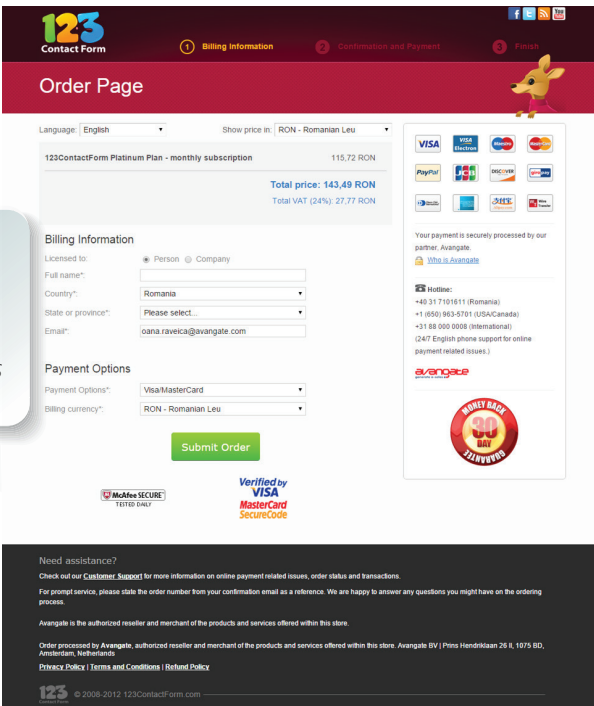 123
Contact Form
You
1 Billing Information
2 Confirmation and Payment
3 Finish
Order Page
Language: English
Show price in: RON - Romanian Leu
123ContactForm Platinum Plan - monthly subscription 115,72 RON
Total price: 143,49 RON
Total VAT (24%): 27,77 RON
Billing Information
Licensed to: Person Company
Full name*:
Country*: Romania
State or province*: Please select...
Email*: oana.raveica@avangate.com
Payment Options
Payment Options*: Visa/MasterCard
Billing currency*: RON - Romanian Leu
Submit Order
McAfee SECURE
TESTED DAILY
Verified by
VISA
MasterCard
SecureCode
VISA
VISA
Electron
Maestro
MasterCard
PayPal
JCB
DISCOVER
giropay
Wire
Transfer
Your payment is securely processed by our
partner, Avangate.
Who is Avangate
Hotline:
+40 31 7101611 (Romania)
+1 (650) 963-5701 (USA/Canada)
+31 88 000 0008 (International)
(24/7 English phone support for online
payment related issues.)
avangate
MONEY BACK
30
DAY
GUARANTEE
Need assistance?
Check out our Customer Support for more information on online payment related issues, order status and transactions.
For prompt service, please state the order number from your confirmation email as a reference. We are happy to answer any questions you might have on the ordering
process.
Avangate is the authorized reseller and merchant of the products and services offered within this store.
Order processed by Avangate, authorized reseller and merchant of the products and services offered within this store. Avangate BV | Prins Hendriklaan 26 II, 1075 BD,
Amsterdam, Netherlands
Privacy Policy | Terms and Conditions | Refund Policy
123
Contact Form
© 2008-2012 123ContactForm.com